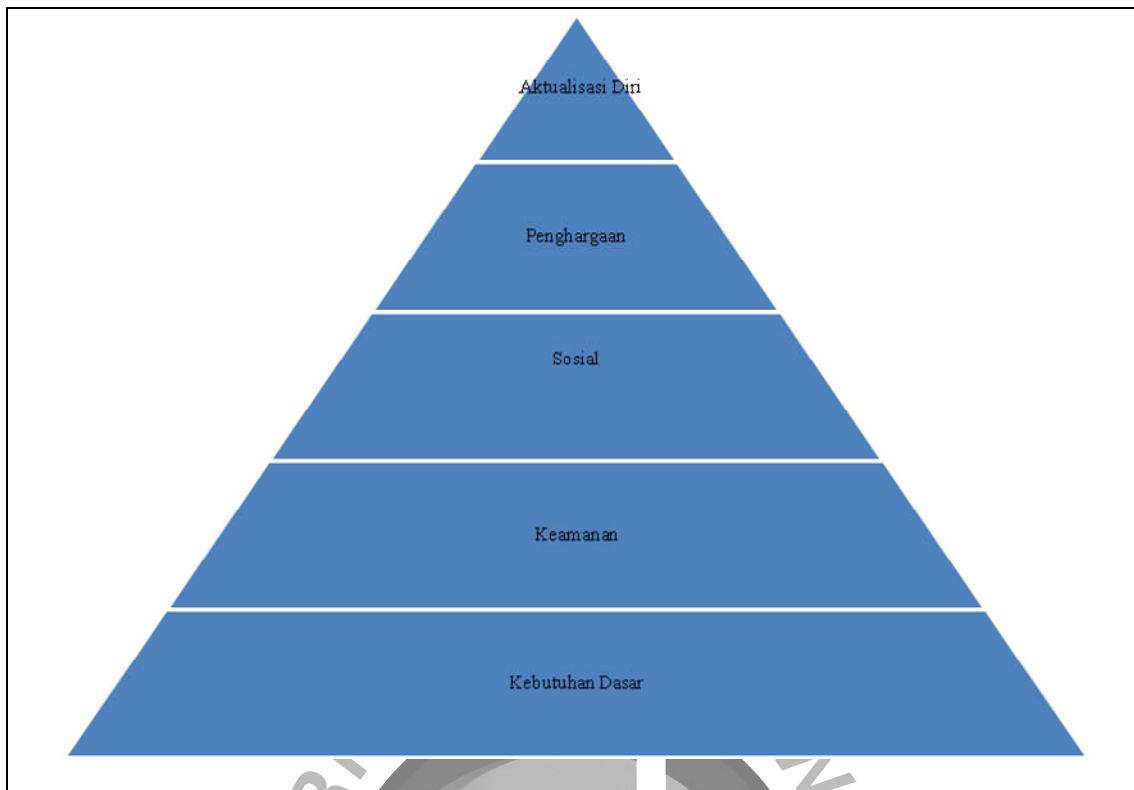 Aktualisasi Diri
Penghargaan
Sosial
Keamanan
Kebutuhan Dasar